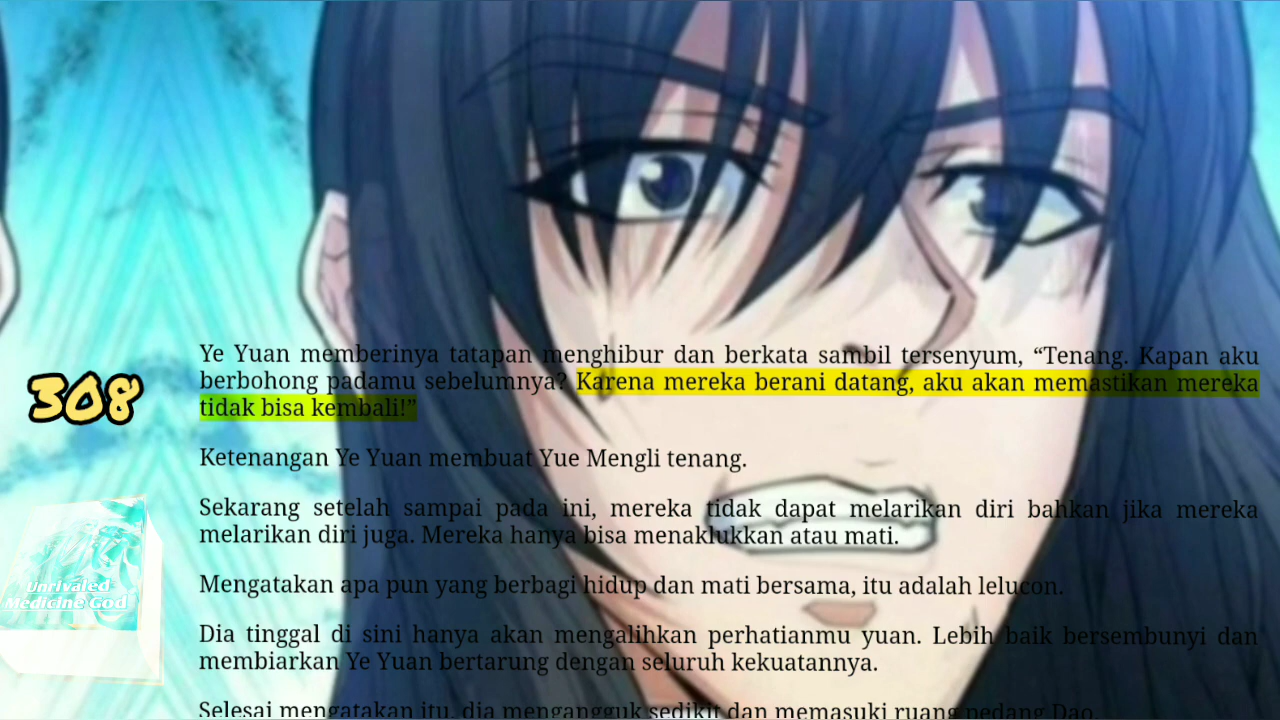 Ye Yuan memberinya tatapan menghibur dan berkata sambil tersenyum, “Tenang. Kapan aku
berbohong padamu sebelumnya? Karena mereka berani datang, aku akan memastikan mereka
tidak bisa kembali!”
308
Ketenangan Ye Yuan membuat Yue Mengli tenang.
Sekarang setelah sampai pada ini, mereka tidak dapat melarikan diri bahkan jika mereka
melarikan diri juga. Mereka hanya bisa menaklukkan atau mati.
Unrivaled
Medicine God
Mengatakan apa pun yang berbagi hidup dan mati bersama, itu adalah lelucon.
Dia tinggal di sini hanya akan mengalihkan perhatianmu yuan. Lebih baik bersembunyi dan
membiarkan Ye Yuan bertarung dengan seluruh kekuatannya.
Selesai mengatakan itu, dia mengangguk sedikit dan memasuki ruang pedang Dao.